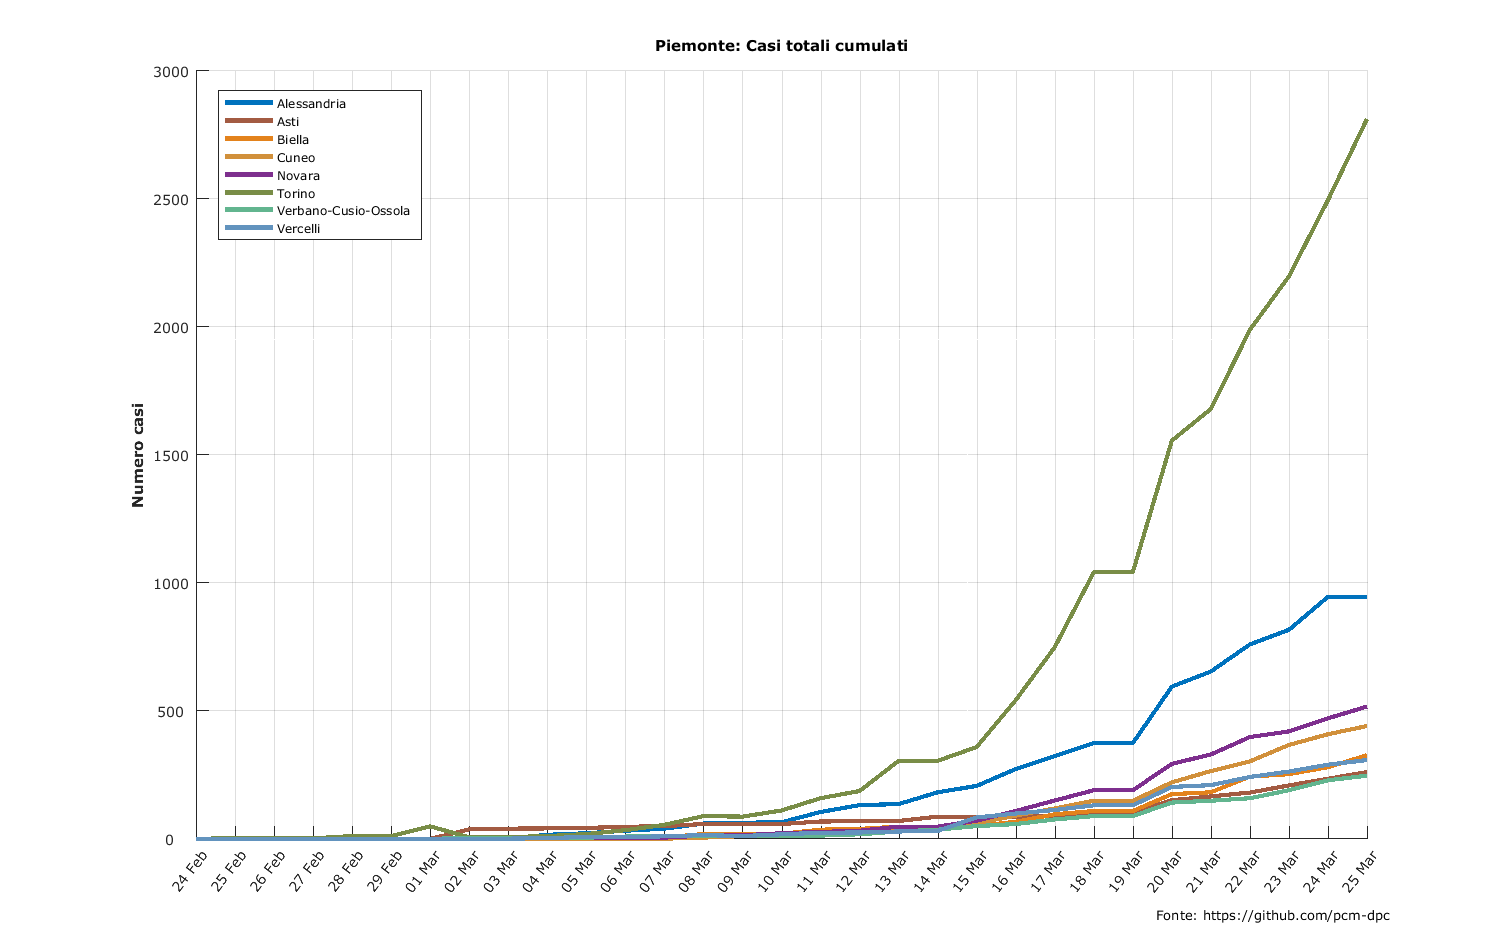 Piemonte: Casi totali cumulati
3000
2500
2000
1500
1000
500
0
Numero casi
Alessandria
Asti
Biella
Cuneo
Novara
Torino
Verbano-Cusio-Ossola
Vercelli
24 Feb
25 Feb
26 Feb
27 Feb
28 Feb
29 Feb
01 Mar
02 Mar
03 Mar
04 Mar
05 Mar
06 Mar
07 Mar
08 Mar
09 Mar
10 Mar
11 Mar
12 Mar
13 Mar
14 Mar
15 Mar
16 Mar
17 Mar
18 Mar
19 Mar
20 Mar
21 Mar
22 Mar
23 Mar
24 Mar
25 Mar
Fonte: https://github.com/pcm-dpc